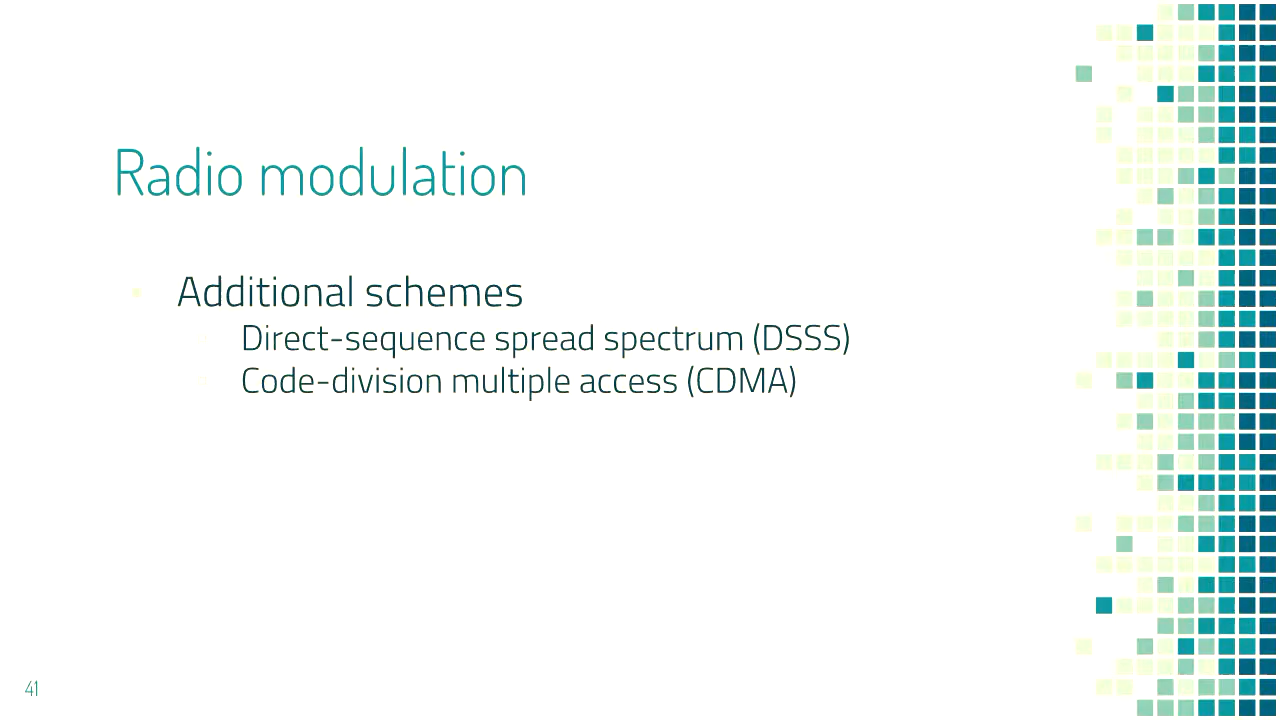 Radio modulation
Additional schemes
Direct-sequence spread spectrum (DSSS)
Code-division multiple access (CDMA)
41